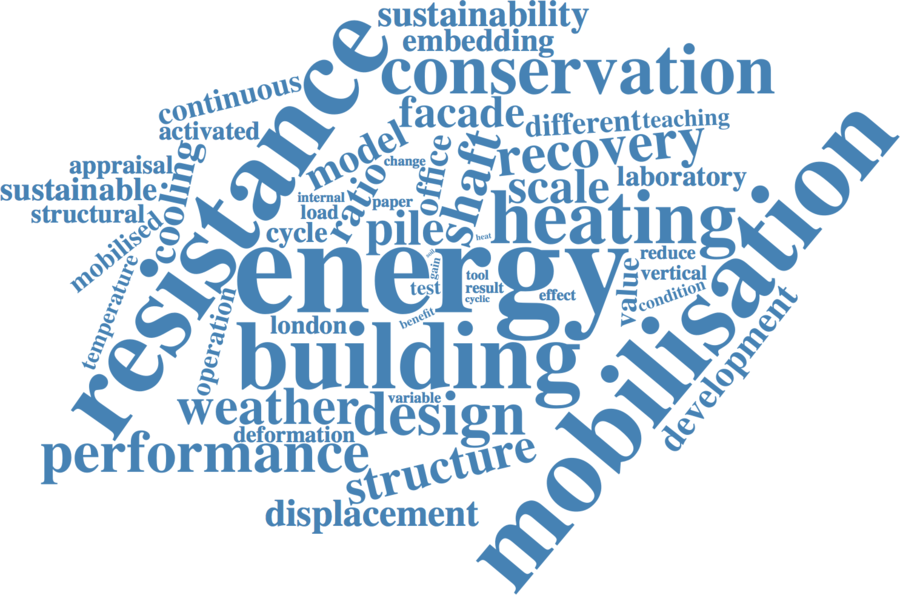 sustainability
embedding
conservation
resistance
continuous
facade
activated
model
different
teaching
recovery
change
appraisal
cooling
office
shaft
ratio
sustainable
scale
laboratory
internal
paper
structural
load
mobilised
cycle
pile
heating
heat
mobilisation
energy
gain
tool
reduce
value
vertical
test
result
cyclic
effect
condition
temperature
operation
london
benefit
building
development
variable
weather
design
deformation
performance
structure
displacement